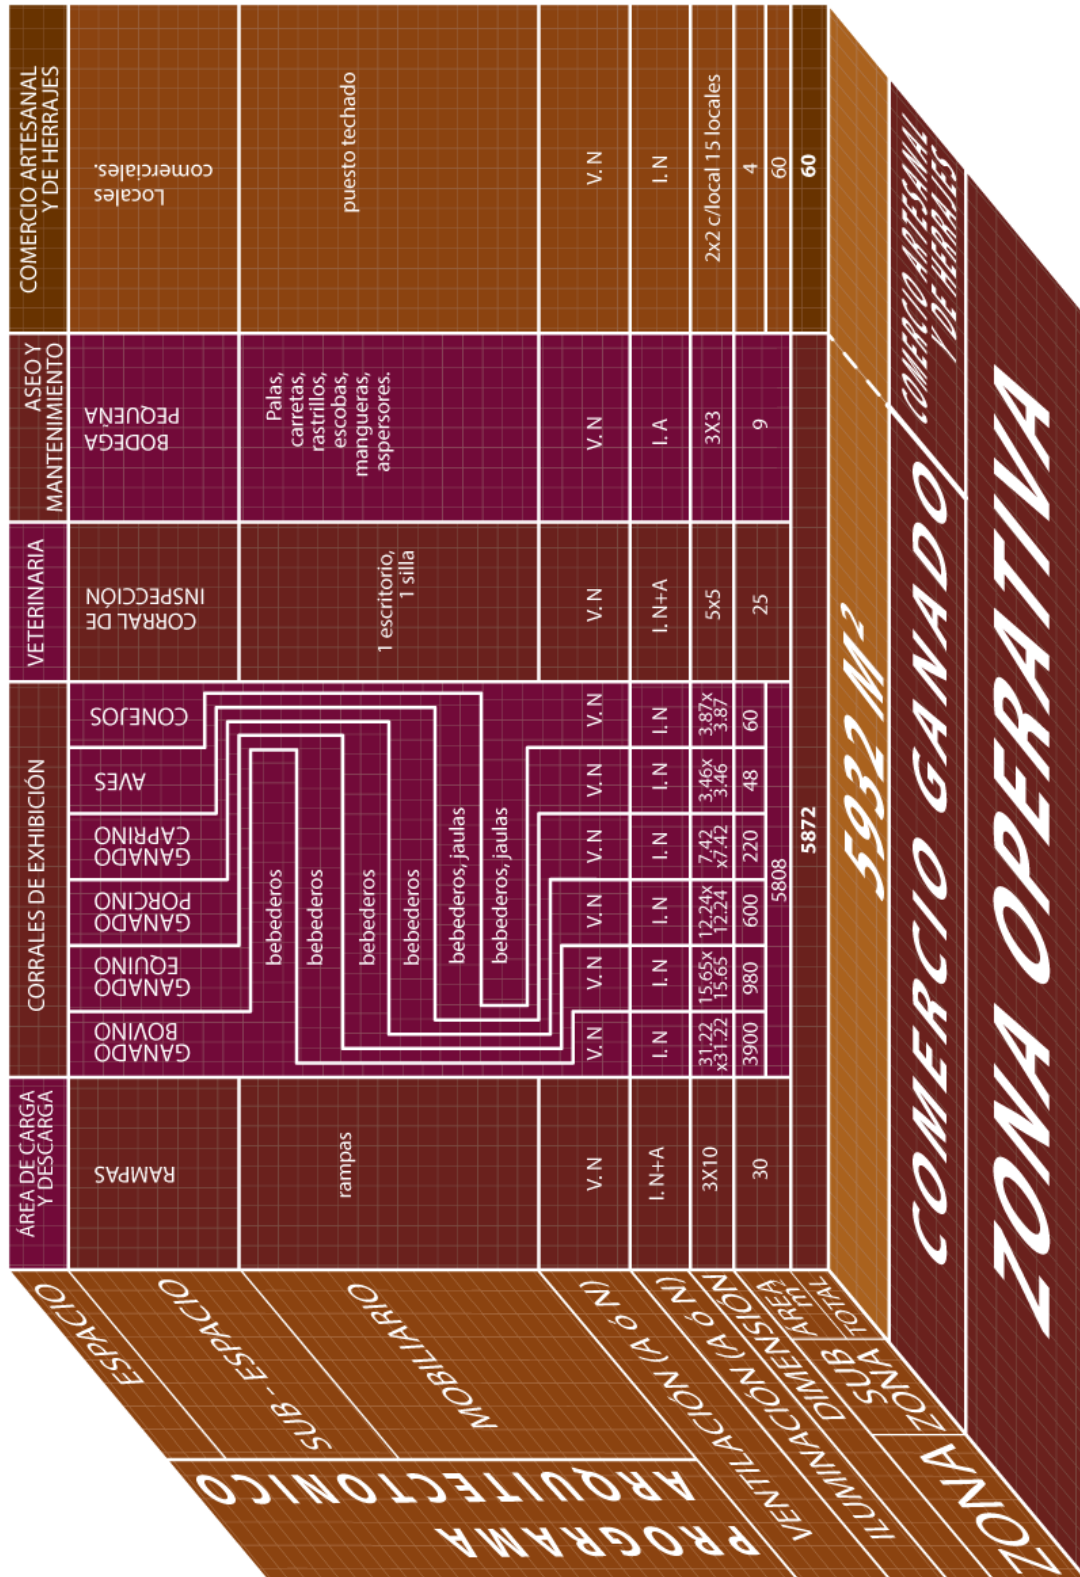 PROGRAMA
ARQUITECTONICO
ESPACIO
SUB - ESPACIO
MOBILIARIO
VENTILACIÓN (A ó N)
ILUMINACIÓN (A ó N)
DIMENSIÓN
AREA
m²
TOTAL
SUB
ZONA
ZONA
ÁREA DE CARGA
Y DESCARGA
RAMPAS
rampas
V. N
I. N+A
3X10
30
CORRALES DE EXHIBICIÓN
GANADO
BOVINO
GANADO
EQUINO
GANADO
PORCINO
GANADO
CAPRINO
AVES
CONEJOS
bebederos
bebederos
bebederos
bebederos
bebederos, jaulas
bebederos, jaulas
V. N
V. N
V. N
V. N
V. N
V. N
I. N
I. N
I. N
I. N
I. N
I. N
31.22
x31.22
15.65x
15.65
12.24x
12.24
7.42
x7.42
3.46x
3.46
3.87x
3.87
3900
980
600
220
48
60
5808
VETERINARIA
CORRAL DE
INSPECCIÓN
1 escritorio,
1 silla
V. N
I. N+A
5x5
25
ASEO Y
MANTENIMIENTO
BODEGA
PEQUEÑA
Palas,
carretas,
rastrillos,
escobas,
mangueras,
aspersores.
V. N
I. A
3X3
9
5872
COMERCIO ARTESANAL
Y DE HERRAJES
Locales
comerciales.
puesto techado
V. N
I. N
2x2 c/local 15 locales
4
60
60
5932 M²
COMERCIO GANADO
COMERCO ARTESANAL
Y DE HERRAJES
ZONA OPERATIVA